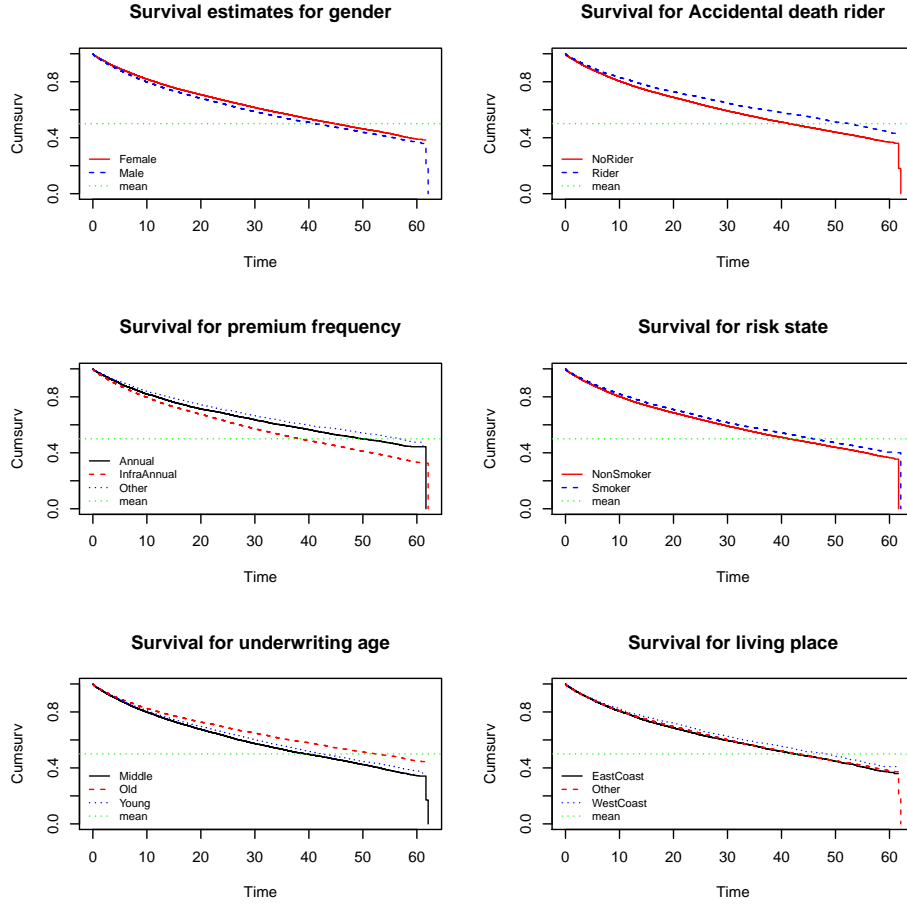 Survival estimates for gender
Cumsurv
0.0 0.4 0.8
Female
Male
mean
0 10 20 30 40 50 60
Time
Survival for Accidental death rider
Cumsurv
0.0 0.4 0.8
NoRider
Rider
mean
0 10 20 30 40 50 60
Time
Survival for premium frequency
Cumsurv
0.0 0.4 0.8
Annual
InfraAnnual
Other
mean
0 10 20 30 40 50 60
Time
Survival for risk state
Cumsurv
0.0 0.4 0.8
NonSmoker
Smoker
mean
0 10 20 30 40 50 60
Time
Survival for underwriting age
Cumsurv
0.0 0.4 0.8
Middle
Old
Young
mean
0 10 20 30 40 50 60
Time
Survival for living place
Cumsurv
0.0 0.4 0.8
EastCoast
Other
WestCoast
mean
0 10 20 30 40 50 60
Time